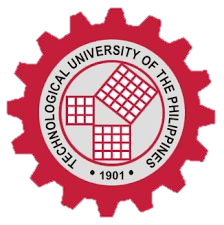 TECHNOLOGICAL UNIVERSITY OF THE PHILIPPINES
• 1901 •